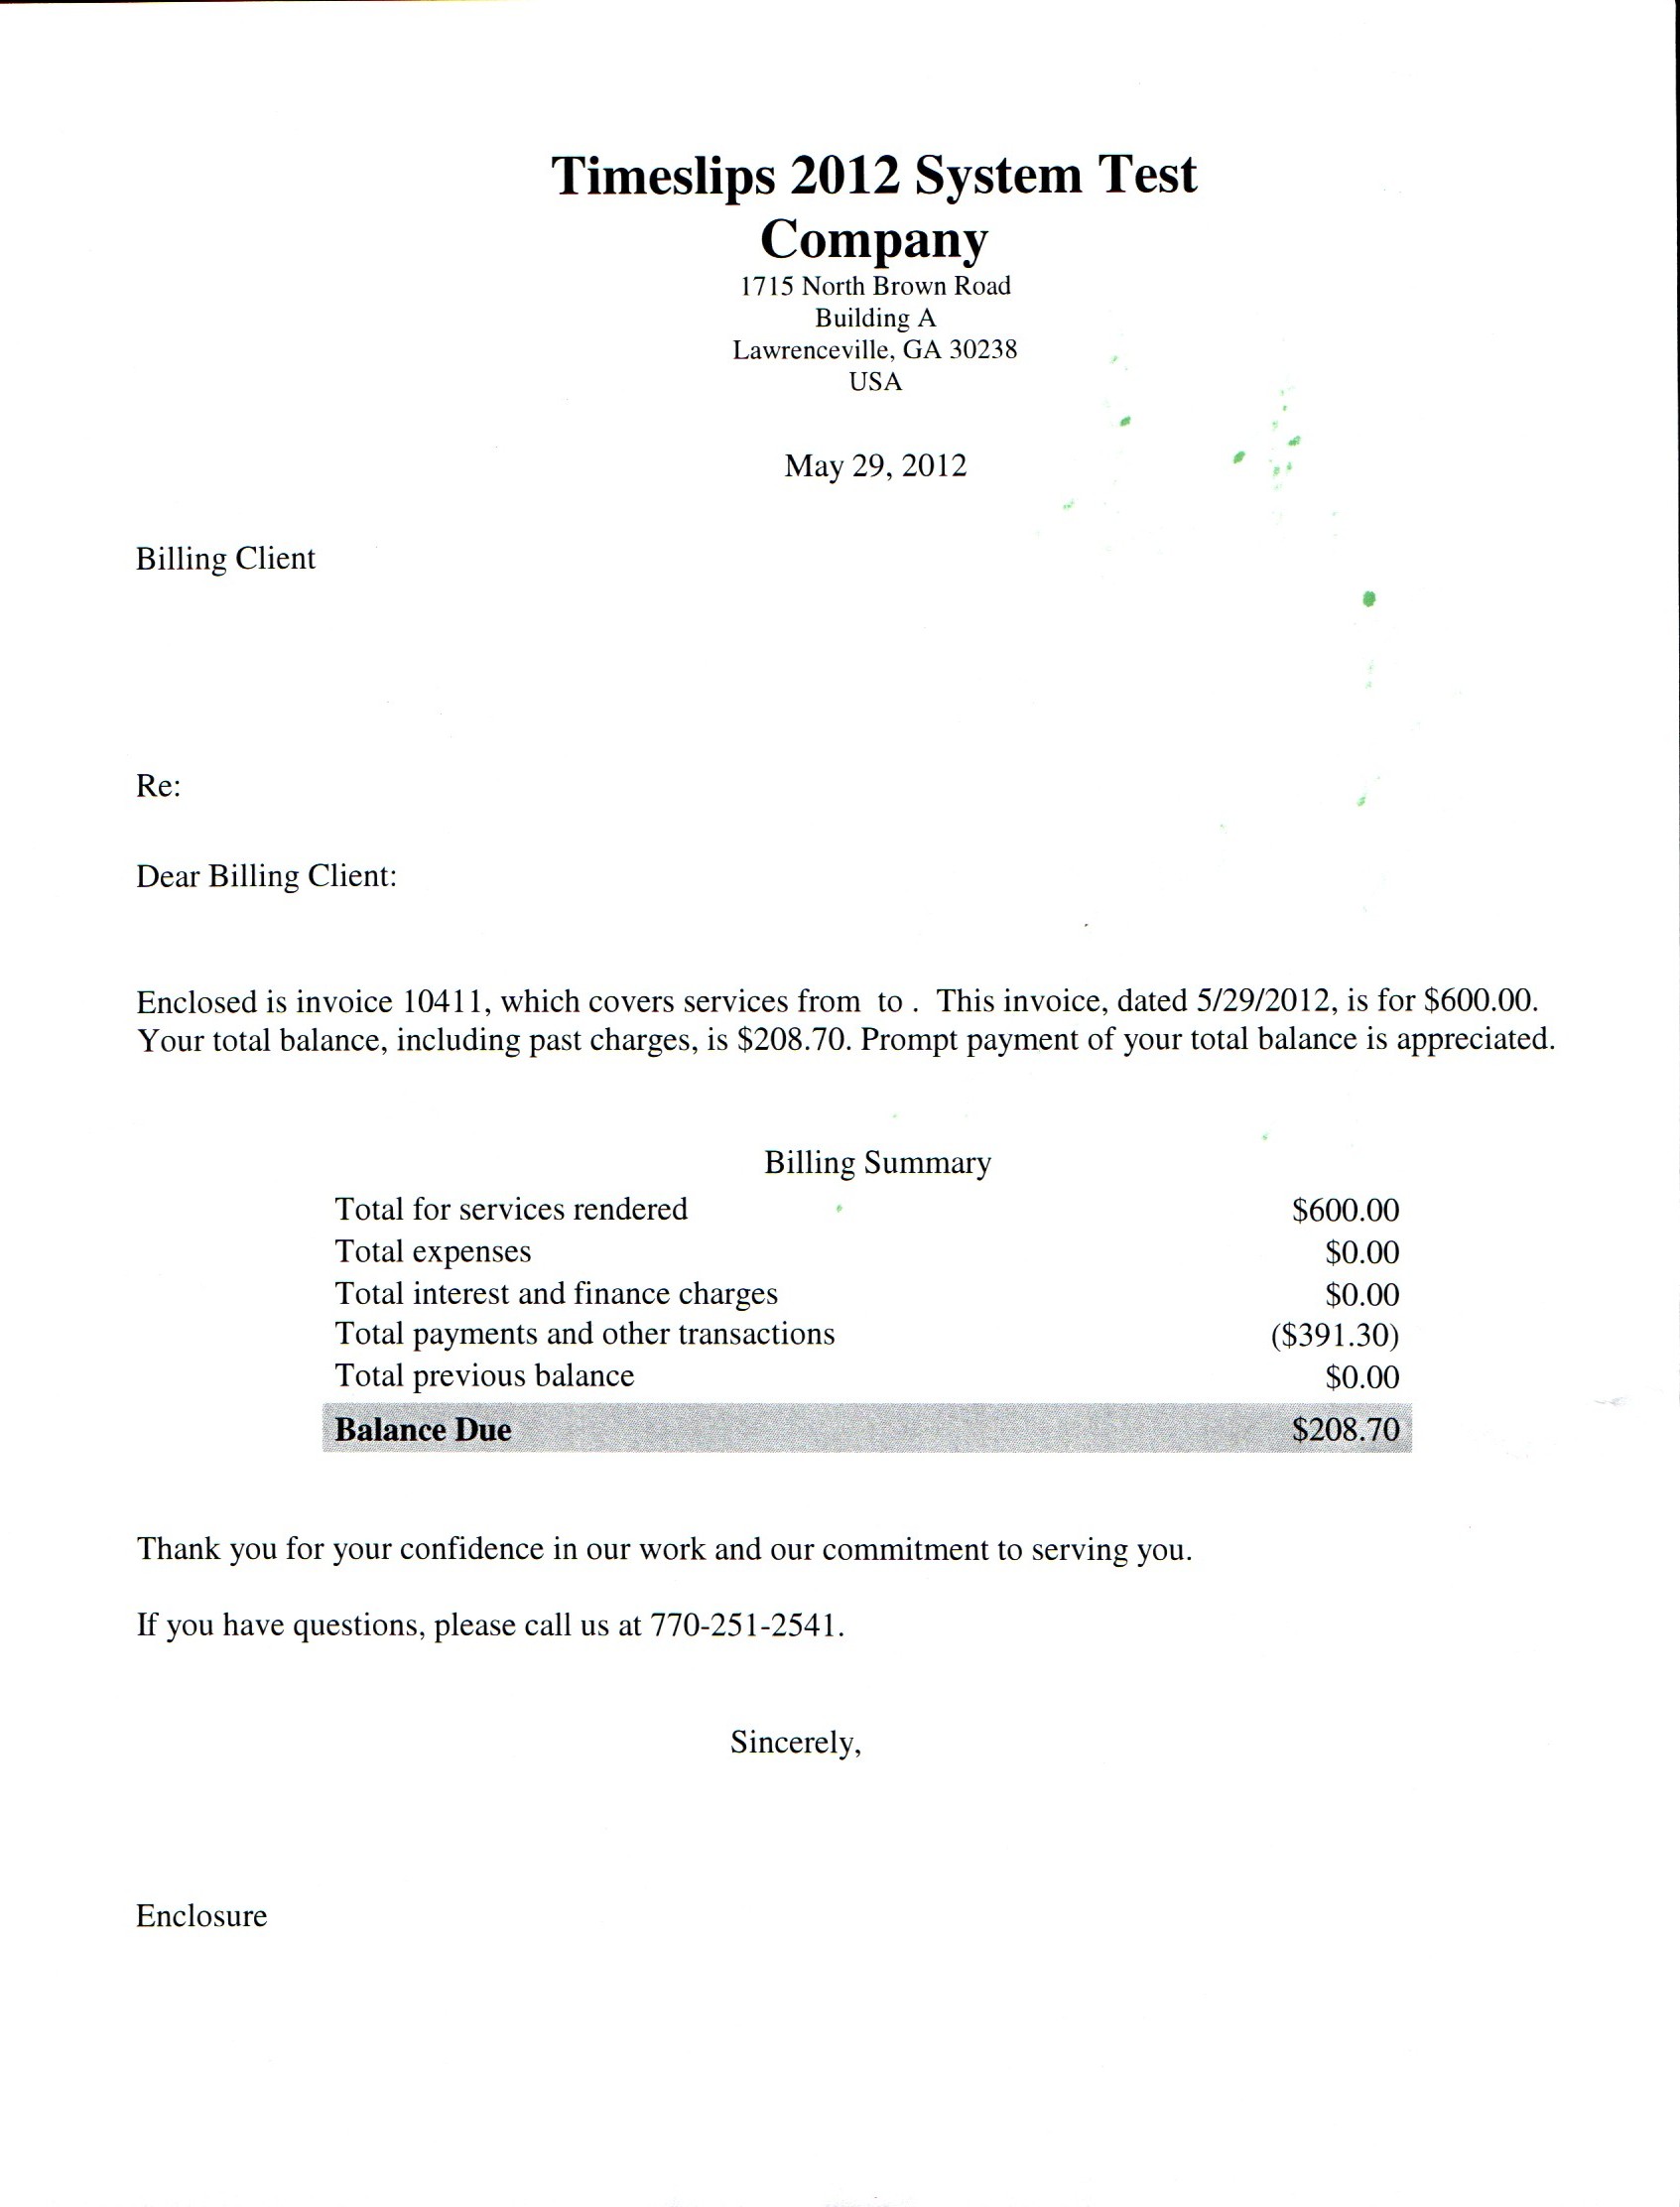 Timeslips 2012 System Test
Company
1715 North Brown Road
Building A
Lawrenceville, GA 30238
USA
May 29, 2012
Billing Client
Re:
Dear Billing Client:
Enclosed is invoice 10411, which covers services from  to .  This invoice, dated 5/29/2012, is for $600.00.
Your total balance, including past charges, is $208.70. Prompt payment of your total balance is appreciated.
Billing Summary
Total for services rendered $600.00
Total expenses $0.00
Total interest and finance charges $0.00
Total payments and other transactions ($391.30)
Total previous balance $0.00
Balance Due $208.70
Thank you for your confidence in our work and our commitment to serving you.
If you have questions, please call us at 770-251-2541.
Sincerely,
Enclosure